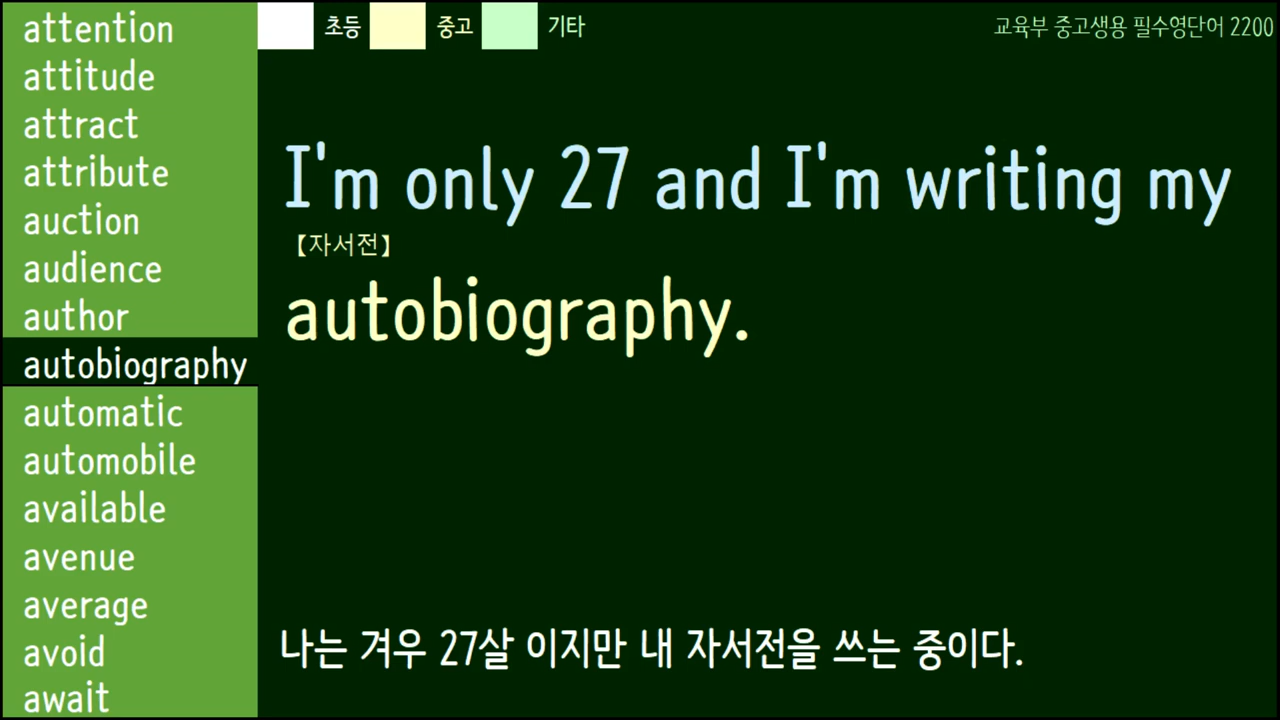 attention
attitude
attract
attribute
auction
audience
author
autobiography
automatic
automobile
available
avenue
average
avoid
await
초등 중고 기타
교육부 중고생용 필수영단어 2200
I'm only 27 and I'm writing my
【자서전】
autobiography.
나는 겨우 27살 이지만 내 자서전을 쓰는 중이다.